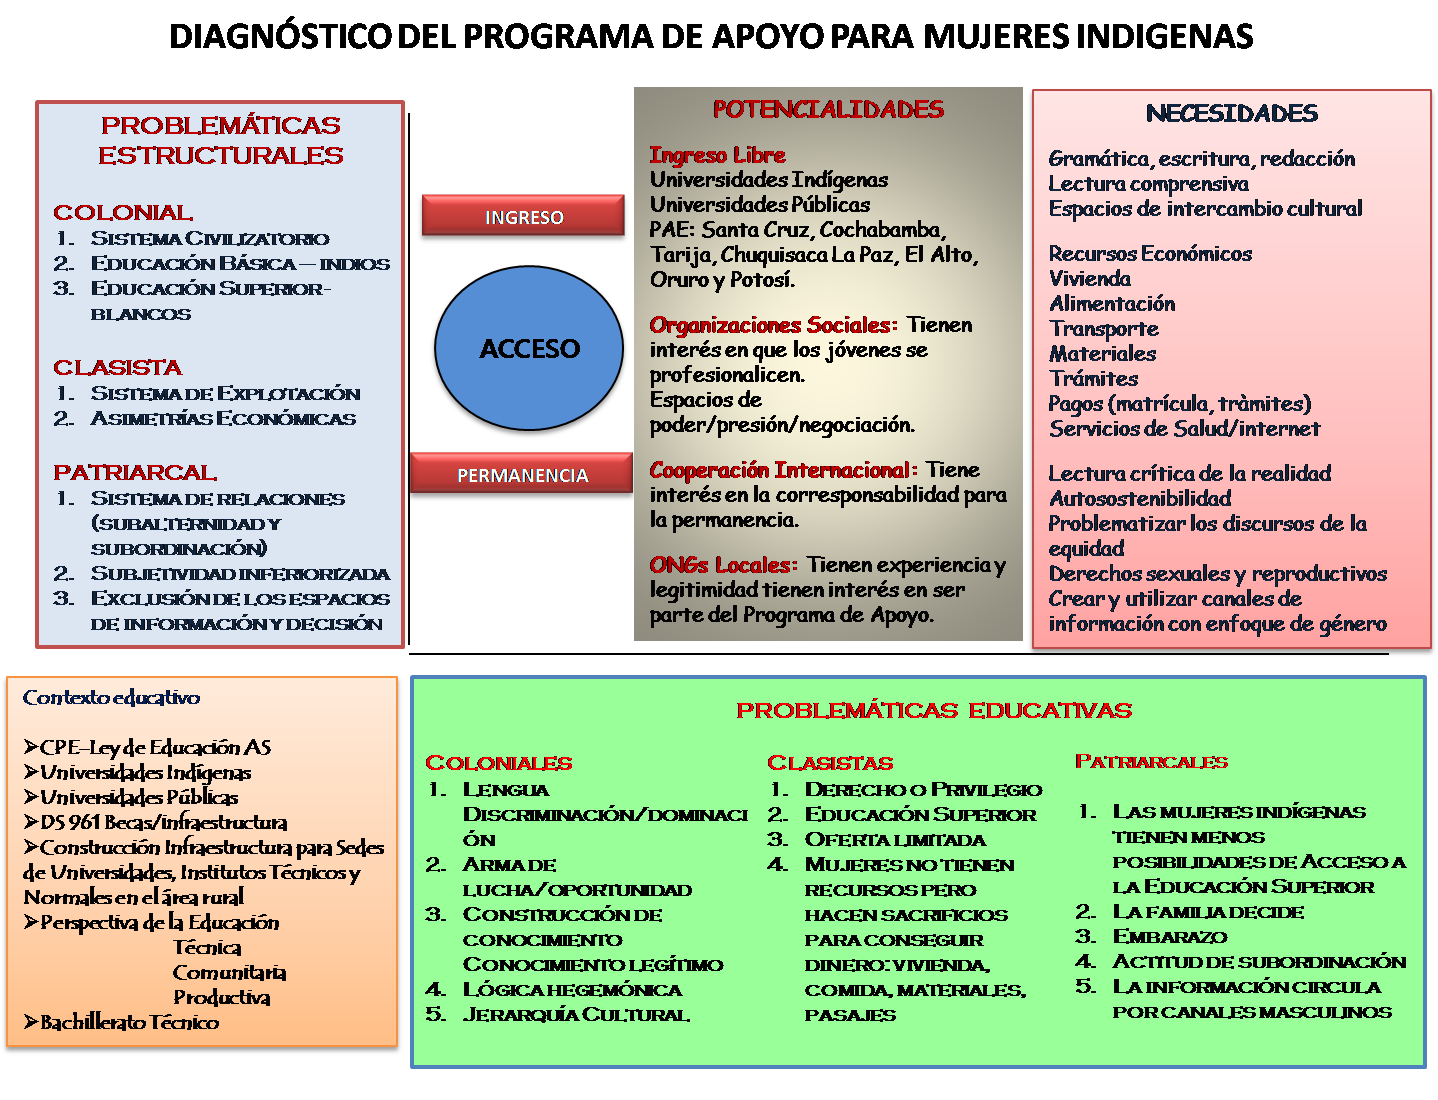 DIAGNÓSTICO DEL PROGRAMA DE APOYO PARA MUJERES INDIGENAS
PROBLEMÁTICAS
ESTRUCTURALES
COLONIAL
1. SISTEMA CIVILIZATORIO
2. EDUCACIÓN BÁSICA – INDIOS
3. EDUCACIÓN SUPERIOR-
BLANCOS
CLASISTA
1. SISTEMA DE EXPLOTACIÓN
2. ASIMETRÍAS ECONÓMICAS
PATRIARCAL
1. SISTEMA DE RELACIONES
(SUBALTERNIDAD Y
SUBORDINACIÓN)
2. SUBJETIVIDAD INFERIORIZADA
3. EXCLUSIÓN DE LOS ESPACIOS
DE INFORMACIÓN Y DECISIÓN
INGRESO
ACCESO
PERMANENCIA
POTENCIALIDADES
Ingreso Libre
Universidades Indígenas
Universidades Públicas
PAE: Santa Cruz, Cochabamba,
Tarija, Chuquisaca La Paz, El Alto,
Oruro y Potosí.
Organizaciones Sociales: Tienen
interés en que los jóvenes se
profesionalicen.
Espacios de
poder/presión/negociación.
Cooperación Internacional: Tiene
interés en la corresponsabilidad para
la permanencia.
ONGs Locales: Tienen experiencia y
legitimidad tienen interés en ser
parte del Programa de Apoyo.
NECESIDADES
Gramática, escritura, redacción
Lectura comprensiva
Espacios de intercambio cultural
Recursos Económicos
Vivienda
Alimentación
Transporte
Materiales
Trámites
Pagos (matrícula, tràmites)
Servicios de Salud/internet
Lectura crítica de la realidad
Autosostenibilidad
Problematizar los discursos de la
equidad
Derechos sexuales y reproductivos
Crear y utilizar canales de
información con enfoque de género
Contexto educativo
➢CPE-Ley de Educación AS
➢Universidades Indígenas
➢Universidades Públicas
➢DS 961 Becas/infraestructura
➢Construcción Infraestructura para Sedes
de Universidades, Institutos Técnicos y
Normales en el área rural
➢Perspectiva de la Educación
Técnica
Comunitaria
Productiva
➢Bachillerato Técnico
PROBLEMÁTICAS EDUCATIVAS
COLONIALES
1. LENGUA
DISCRIMINACIÓN/DOMINACI
ÓN
2. ARMA DE
LUCHA/OPORTUNIDAD
3. CONSTRUCCIÓN DE
CONOCIMIENTO
CONOCIMIENTO LEGÍTIMO
4. LÓGICA HEGEMÓNICA
5. JERARQUÍA CULTURAL
CLASISTAS
1. DERECHO O PRIVILEGIO
2. EDUCACIÓN SUPERIOR
3. OFERTA LIMITADA
4. MUJERES NO TIENEN
RECURSOS PERO
HACEN SACRIFICIOS
PARA CONSEGUIR
DINERO: VIVIENDA,
COMIDA, MATERIALES,
PASAJES
PATRIARCALES
1. LAS MUJERES INDÍGENAS
TIENEN MENOS
POSIBILIDADES DE ACCESO A
LA EDUCACIÓN SUPERIOR
2. LA FAMILIA DECIDE
3. EMBARAZO
4. ACTITUD DE SUBORDINACIÓN
5. LA INFORMACIÓN CIRCULA
POR CANALES MASCULINOS